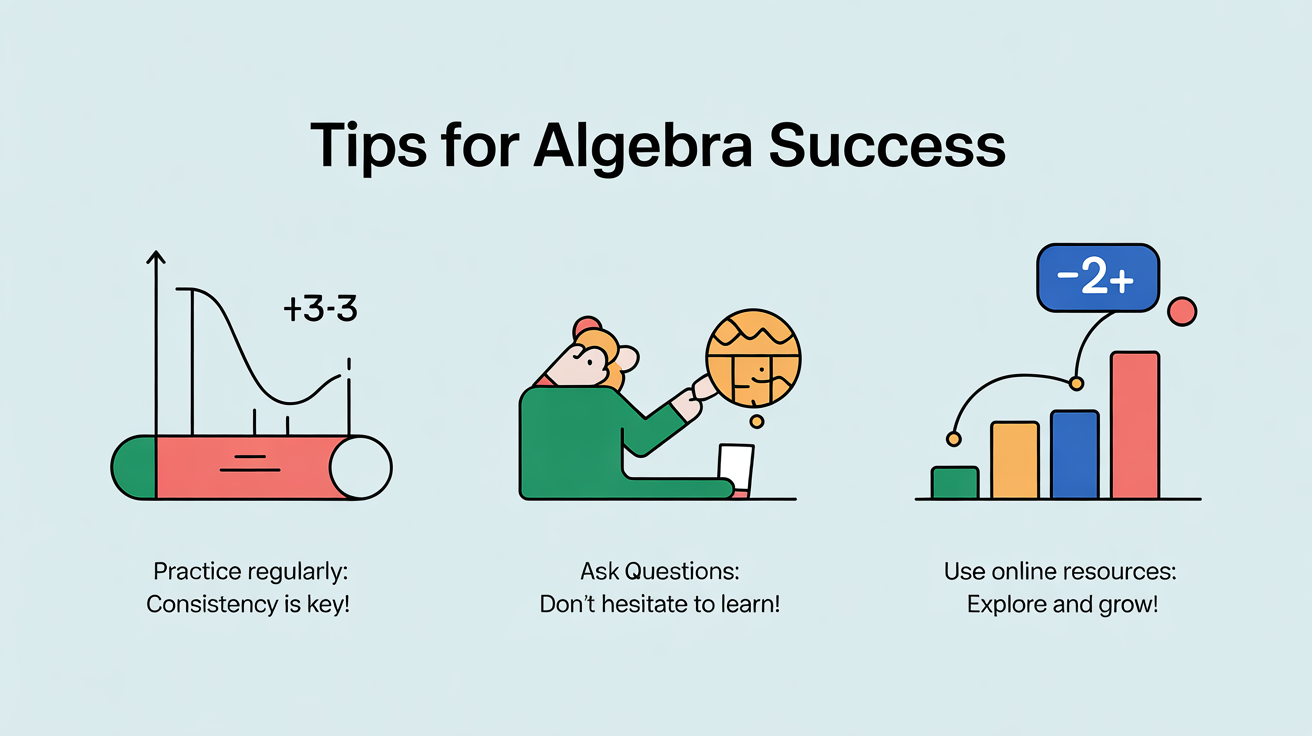 Tips for Algebra Success
+3-3
-2+
Practice regularly:
Consistency is key!
Ask Questions:
Don't hesitate to learn!
Use online resources:
Explore and grow!